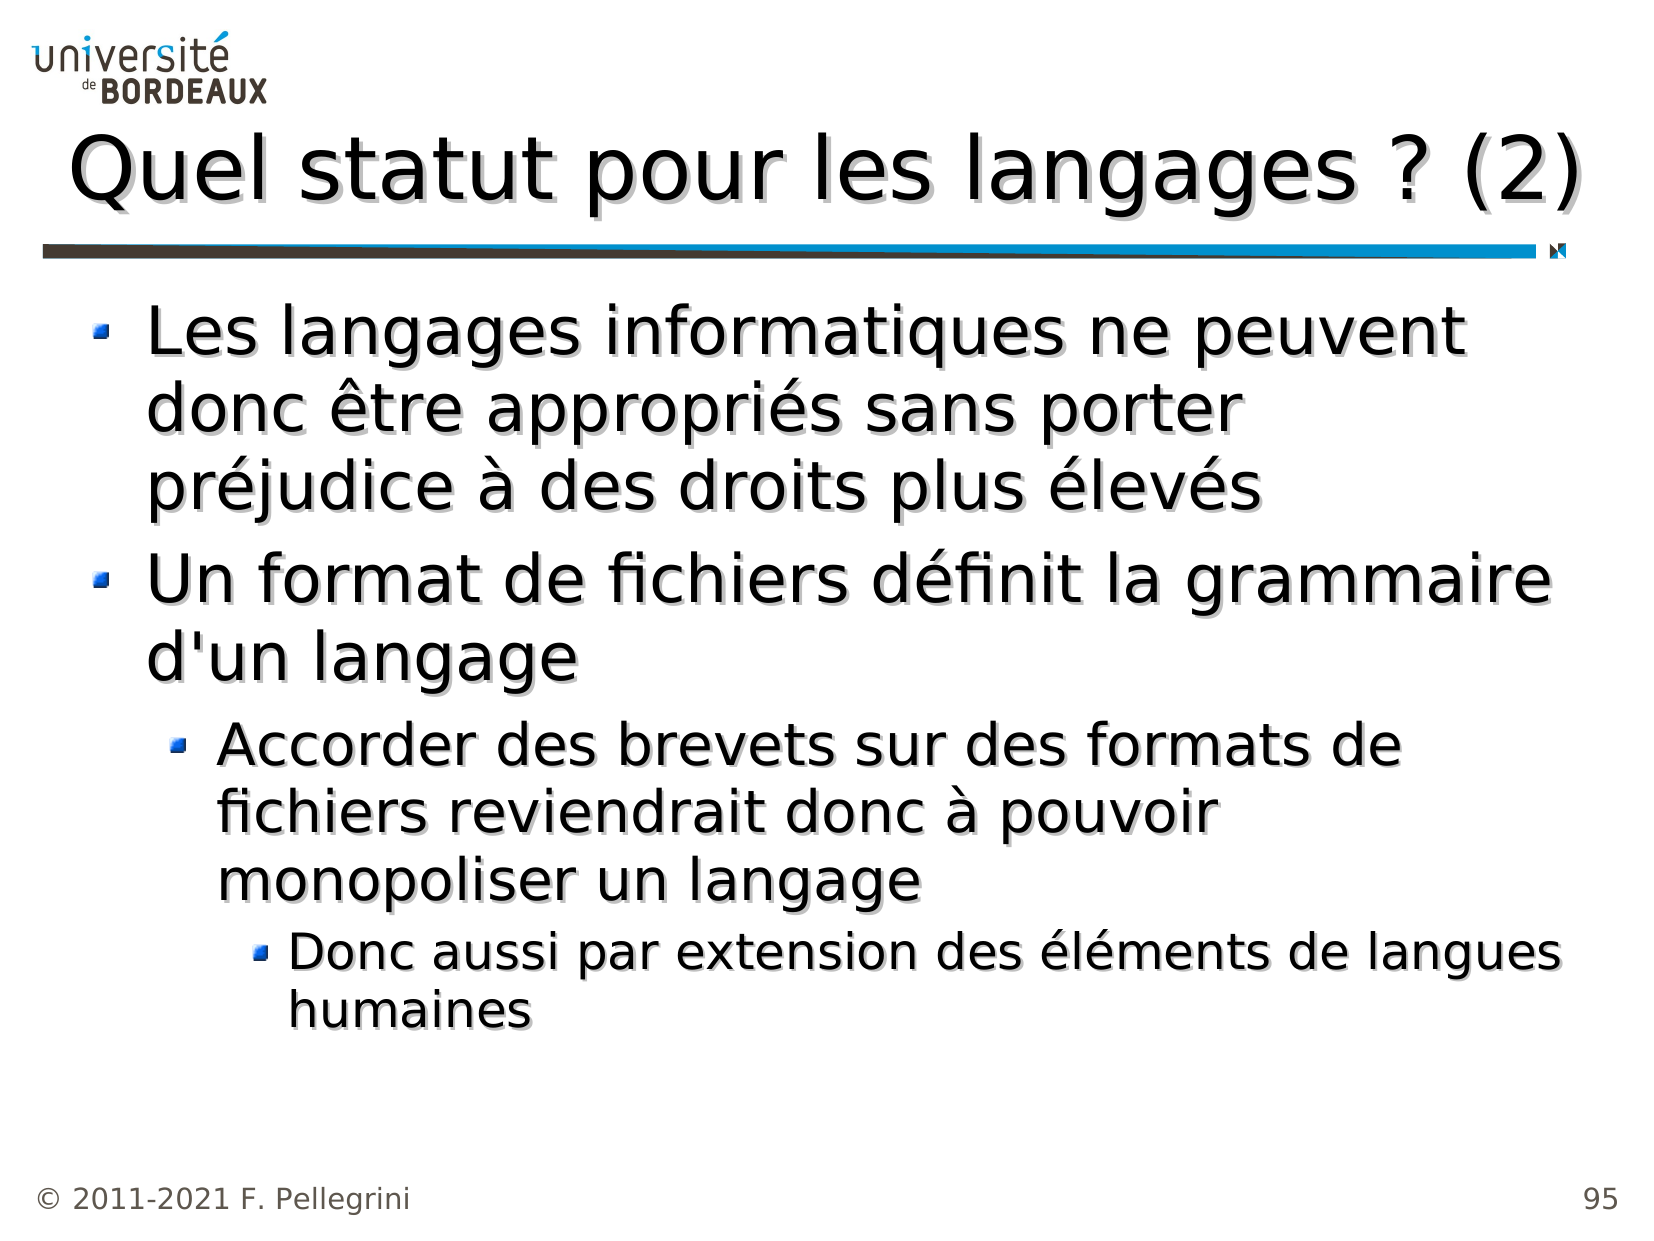 université
de BORDEAUX
Quel statut pour les langages ? (2)
Les langages informatiques ne peuvent
donc être appropriés sans porter
préjudice à des droits plus élevés
Un format de fichiers définit la grammaire
d'un langage
Accorder des brevets sur des formats de
fichiers reviendrait donc à pouvoir
monopoliser un langage
Donc aussi par extension des éléments de langues
humaines
© 2011-2021 F. Pellegrini
95